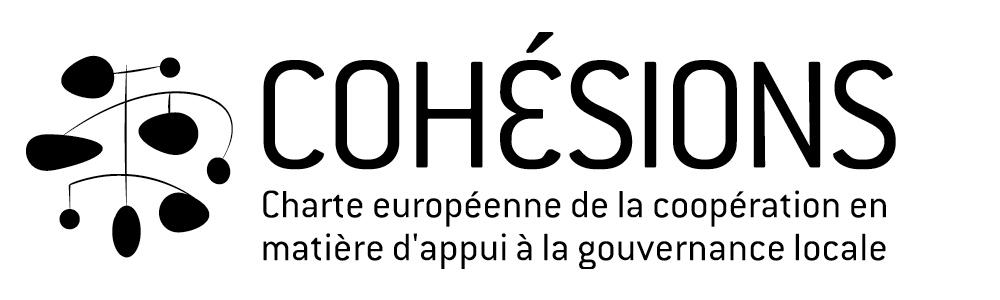 COHÉSIONS
Charte européenne de la coopération en
matière d'appui à la gouvernance locale